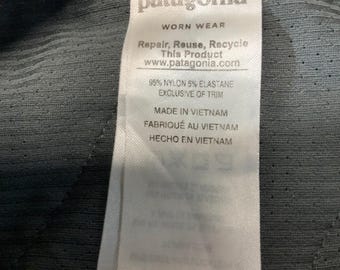 patagonia
WORN WEAR
Repair, Reuse, Recycle
This Product
www.patagonia.com
95% NYLON 5% ELASTANE
EXCLUSIVE OF TRIM
MADE IN VIETNAM
FABRIQUÉ AU VIETNAM
HECHO EN VIETNAM